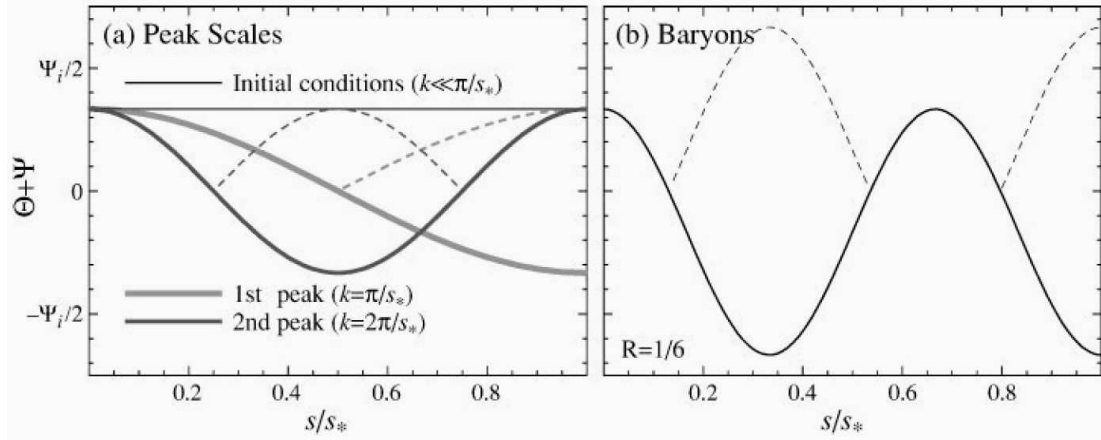 (a) Peak Scales
(b) Baryons
Ψᵢ/2
Initial conditions (k≪π/s*)
Θ+Ψ
0
1st peak (k=π/s*)
−Ψᵢ/2
2nd peak (k=2π/s*)
R=1/6
0.2 0.4 0.6 0.8
0.2 0.4 0.6 0.8
s/s*
s/s*